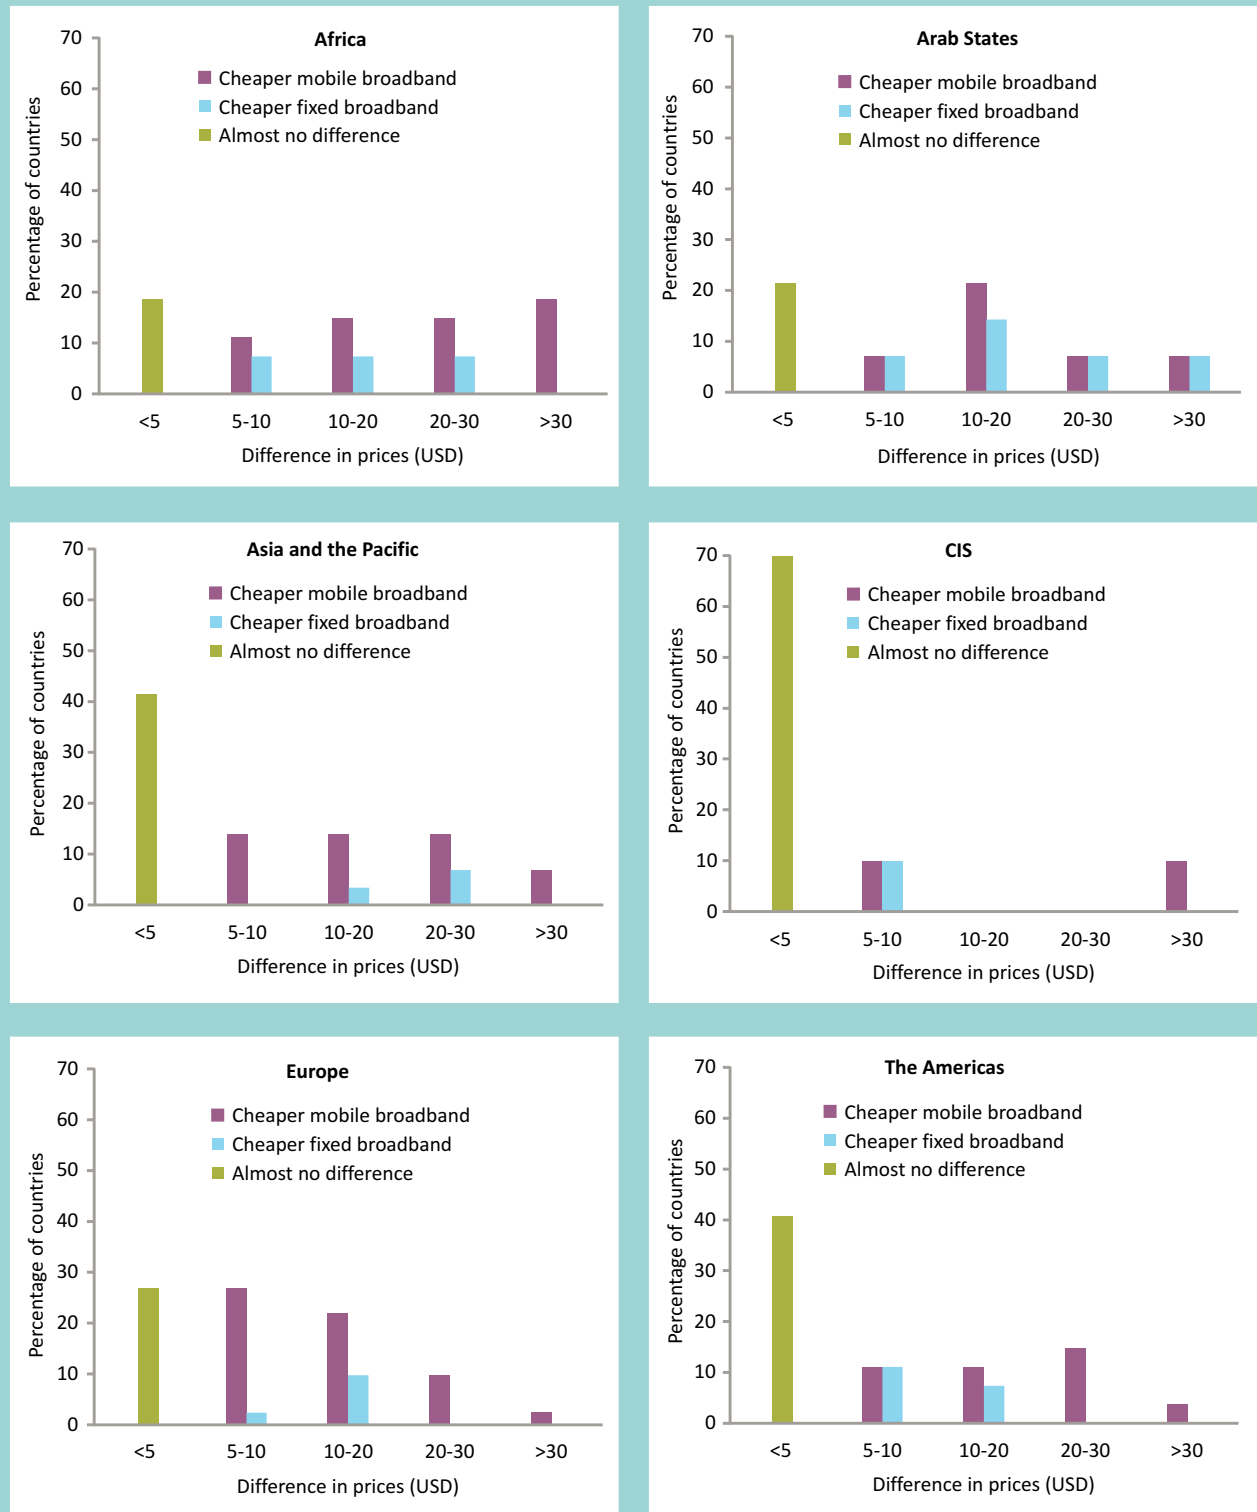 Africa
Cheaper mobile broadband
Cheaper fixed broadband
Almost no difference
Percentage of countries
70
60
50
40
30
20
10
0
<5 5-10 10-20 20-30 >30
Difference in prices (USD)
Arab States
Cheaper mobile broadband
Cheaper fixed broadband
Almost no difference
Percentage of countries
70
60
50
40
30
20
10
0
<5 5-10 10-20 20-30 >30
Difference in prices (USD)
Asia and the Pacific
Cheaper mobile broadband
Cheaper fixed broadband
Almost no difference
Percentage of countries
70
60
50
40
30
20
10
0
<5 5-10 10-20 20-30 >30
Difference in prices (USD)
CIS
Cheaper mobile broadband
Cheaper fixed broadband
Almost no difference
Percentage of countries
70
60
50
40
30
20
10
0
<5 5-10 10-20 20-30 >30
Difference in prices (USD)
Europe
Cheaper mobile broadband
Cheaper fixed broadband
Almost no difference
Percentage of countries
70
60
50
40
30
20
10
0
<5 5-10 10-20 20-30 >30
Difference in prices (USD)
The Americas
Cheaper mobile broadband
Cheaper fixed broadband
Almost no difference
Percentage of countries
70
60
50
40
30
20
10
0
<5 5-10 10-20 20-30 >30
Difference in prices (USD)